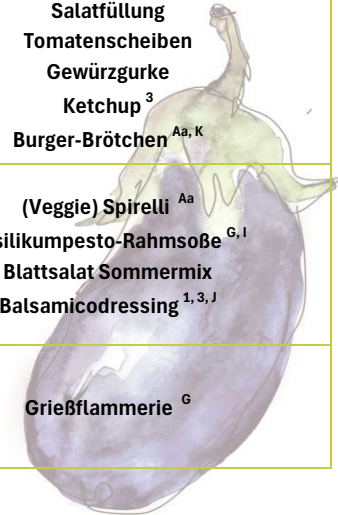 Salatfüllung
Tomatenscheiben
Gewürzgurke
Ketchup ³
Burger-Brötchen Aa, K
(Veggie) Spirelli Aa
silikumpesto-Rahmsoße G, I
Blattsalat Sommermix
Balsamicodressing 1, 3, J
Grießflammerie G